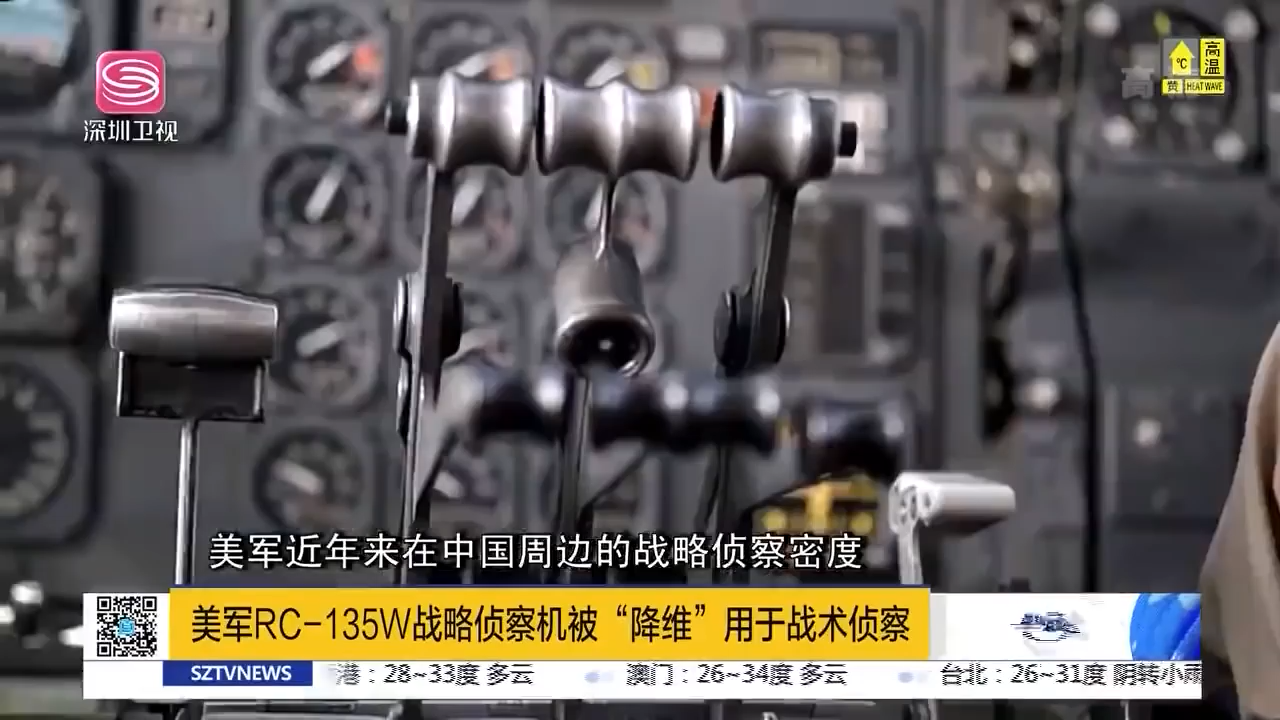 深圳卫视
高温
℃
黄 HEAT WAVE
美军近年来在中国周边的战略侦察密度
美军RC-135W战略侦察机被“降维”用于战术侦察
SZTVNEWS
港：28~33度 多云 澳门：26~34度 多云 台北：26~31度 阴转小雨